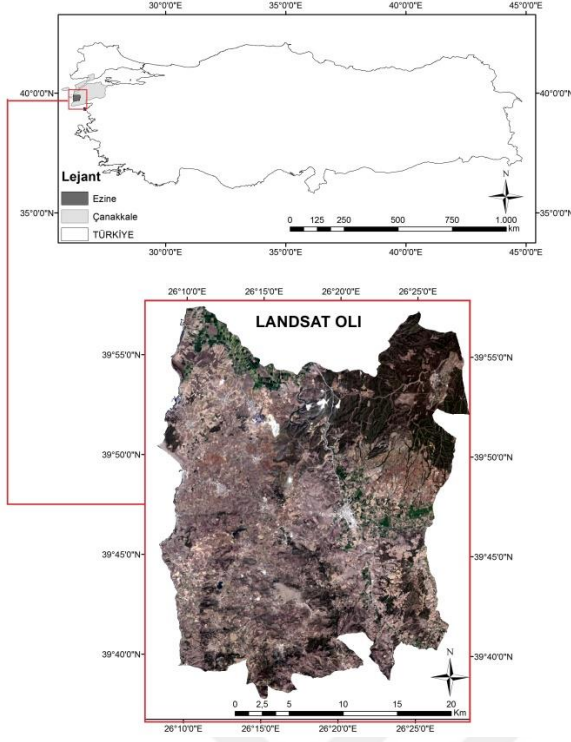 30°0'0"E 35°0'0"E 40°0'0"E 45°0'0"E
40°0'0"N 40°0'0"N
Lejant
Ezine
Çanakkale
TÜRKİYE
N
0 125 250 500 750 1.000
km
35°0'0"N 35°0'0"N
30°0'0"E 35°0'0"E 40°0'0"E 45°0'0"E
26°10'0"E 26°15'0"E 26°20'0"E 26°25'0"E
LANDSAT OLI
39°55'0"N 39°55'0"N
39°50'0"N 39°50'0"N
39°45'0"N 39°45'0"N
39°40'0"N 39°40'0"N
N
0 2,5 5 10 15 20
Km
26°10'0"E 26°15'0"E 26°20'0"E 26°25'0"E